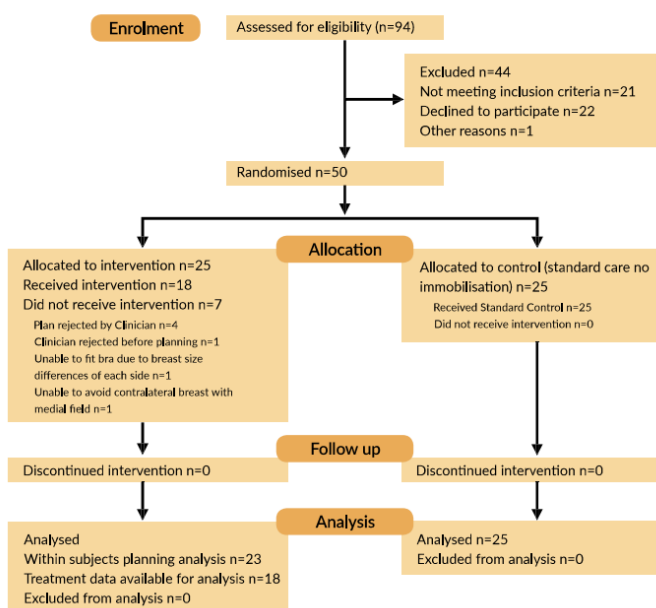 Enrolment
Assessed for eligibility (n=94)
Excluded n=44
Not meeting inclusion criteria n=21
Declined to participate n=22
Other reasons n=1
Randomised n=50
Allocation
Allocated to intervention n=25
Received intervention n=18
Did not receive intervention n=7
Plan rejected by Clinician n=4
Clinician rejected before planning n=1
Unable to fit bra due to breast size
differences of each side n=1
Unable to avoid contralateral breast with
medial field n=1
Allocated to control (standard care no
immobilisation) n=25
Received Standard Control n=25
Did not receive intervention n=0
Follow up
Discontinued intervention n=0
Discontinued intervention n=0
Analysis
Analysed
Within subjects planning analysis n=23
Treatment data available for analysis n=18
Excluded from analysis n=0
Analysed n=25
Excluded from analysis n=0